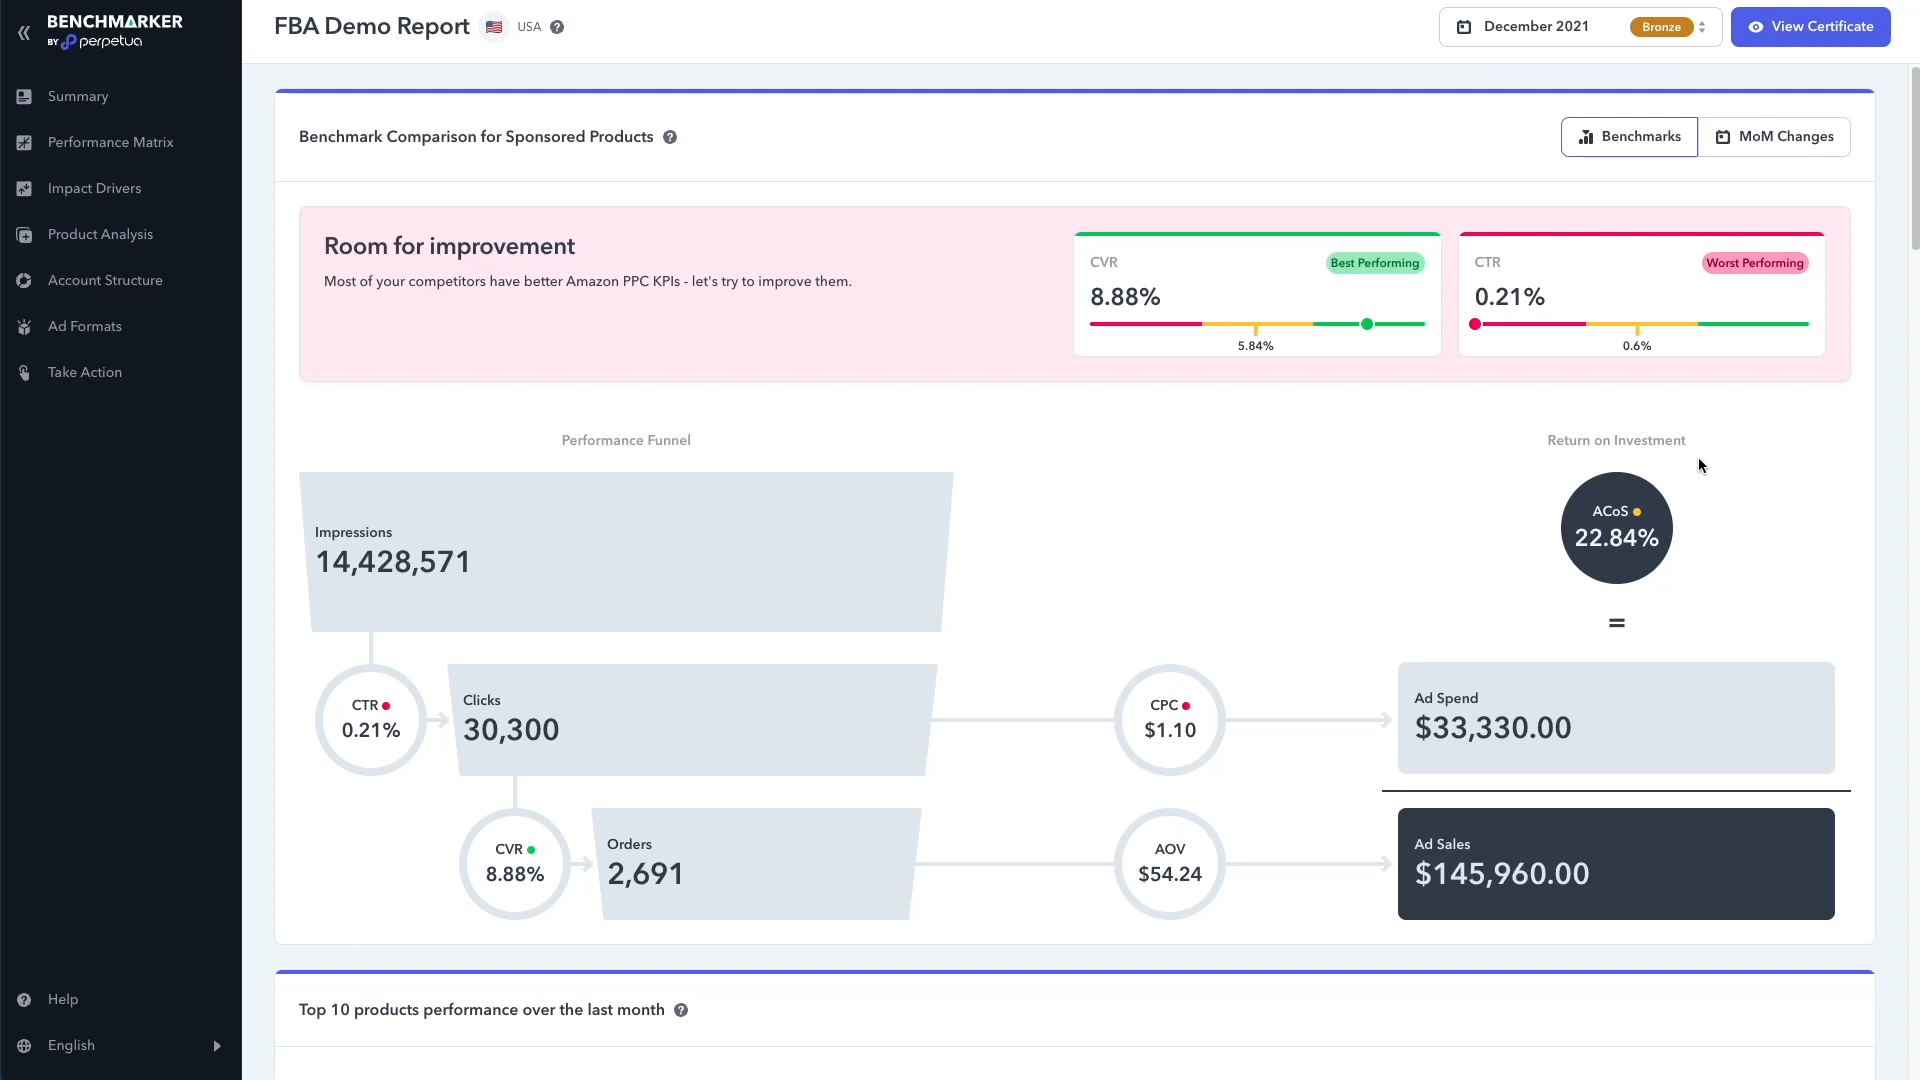 BENCHMARKER
BY perpetua
Summary
Performance Matrix
Impact Drivers
Product Analysis
Account Structure
Ad Formats
Take Action
Help
English
FBA Demo Report
USA
December 2021
Bronze
View Certificate
Benchmark Comparison for Sponsored Products
Benchmarks
MoM Changes
Room for improvement
Most of your competitors have better Amazon PPC KPIs - let's try to improve them.
CVR
Best Performing
8.88%
5.84%
CTR
Worst Performing
0.21%
0.6%
Performance Funnel
Return on Investment
Impressions
14,428,571
ACoS
22.84%
=
CTR
0.21%
Clicks
30,300
CPC
$1.10
Ad Spend
$33,330.00
CVR
8.88%
Orders
2,691
AOV
$54.24
Ad Sales
$145,960.00
Top 10 products performance over the last month